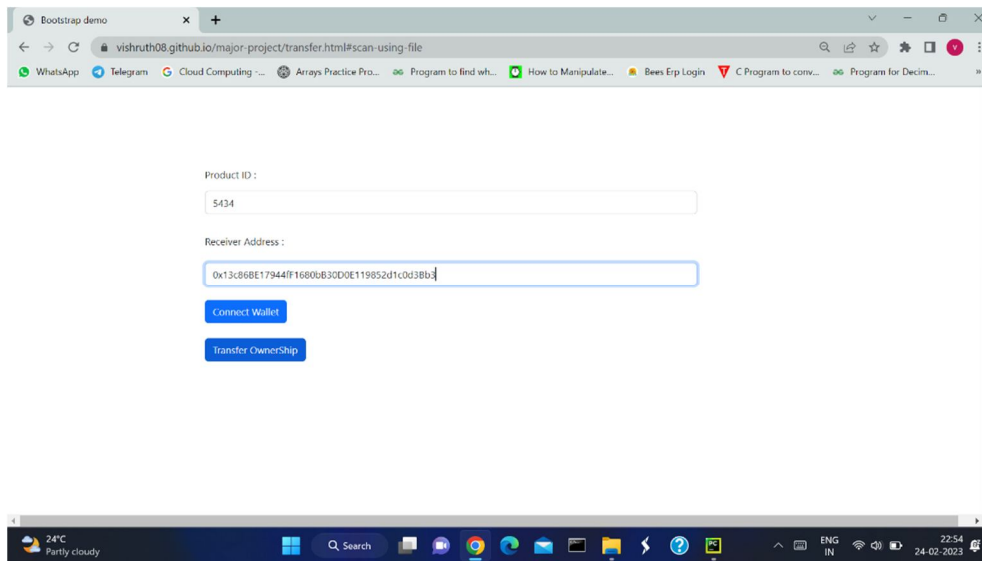 Bootstrap demo
vishruth08.github.io/major-project/transfer.html#scan-using-file
V
WhatsApp Telegram Cloud Computing -... Arrays Practice Pro... Program to find wh... How to Manipulate... Bees Erp Login C Program to conv... Program for Decim... »
Product ID :
5434
Receiver Address :
0x13c86BE17944fF1680bB30D0E119852d1c0d3Bb3
Connect Wallet
Transfer OwnerShip
24°C
Partly cloudy
Search
PC
ENG
IN
22:54
24-02-2023